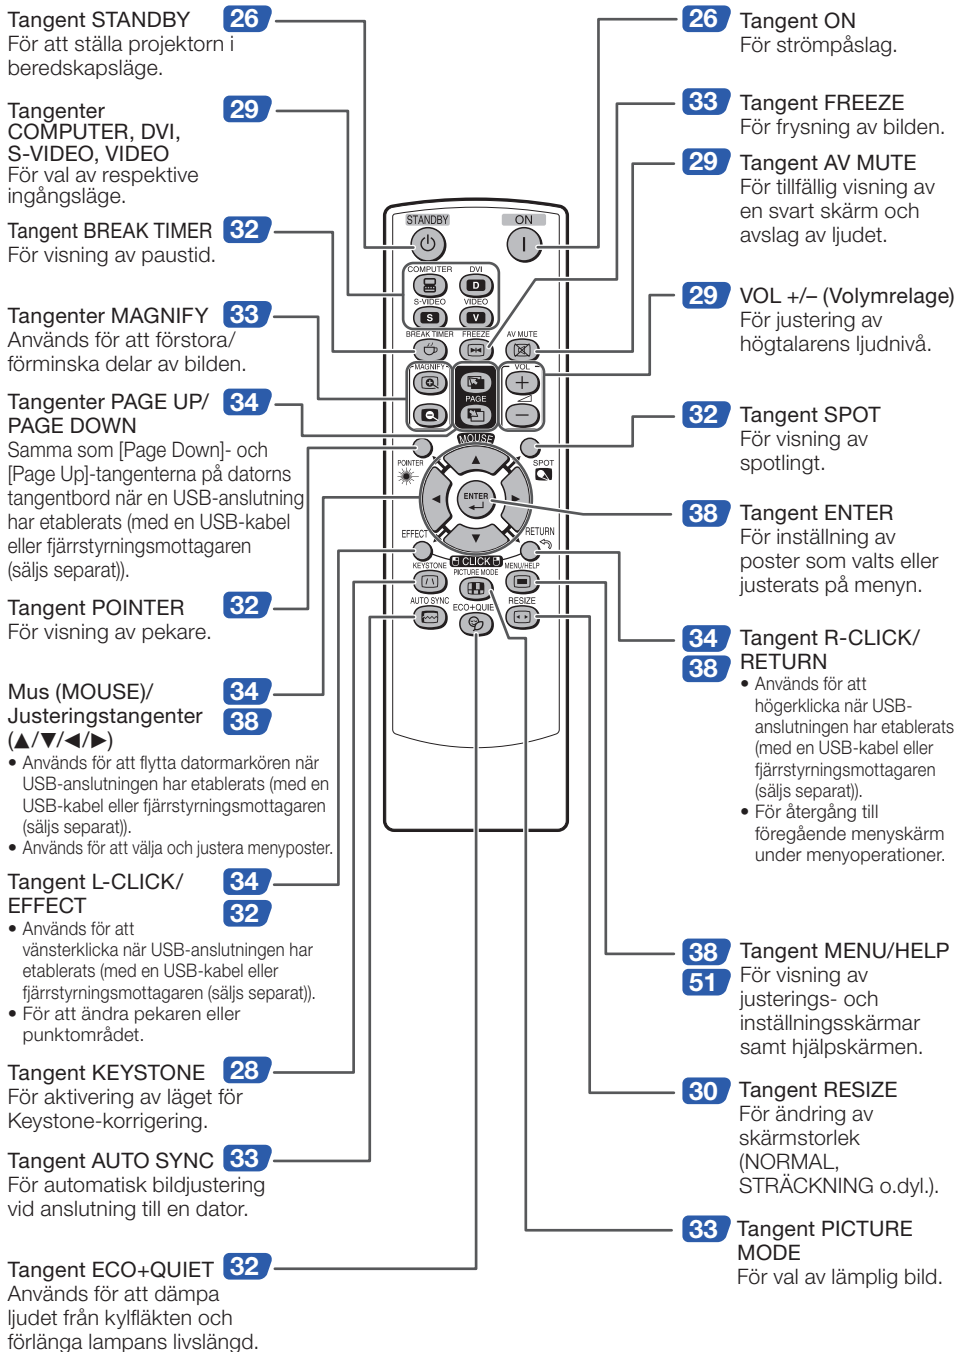 Tangent STANDBY 26
För att ställa projektorn i
beredskapsläge.
Tangenter 29
COMPUTER, DVI,
S-VIDEO, VIDEO
För val av respektive
ingångsläge.
Tangent BREAK TIMER 32
För visning av paustid.
Tangenter MAGNIFY 33
Används för att förstora/
förminska delar av bilden.
Tangenter PAGE UP/ 34
PAGE DOWN
Samma som [Page Down]- och
[Page Up]-tangenterna på datorns
tangentbord när en USB-anslutning
har etablerats (med en USB-kabel
eller fjärrstyrningsmottagaren
(säljs separat)).
Tangent POINTER 32
För visning av pekare.
Mus (MOUSE)/ 34
Justeringstangenter 38
(▲/▼/◀/▶)
• Används för att flytta datormarkören när
USB-anslutningen har etablerats (med en
USB-kabel eller fjärrstyrningsmottagaren
(säljs separat)).
• Används för att välja och justera menyposter.
Tangent L-CLICK/ 34
EFFECT 32
• Används för att
vänsterklicka när USB-anslutningen har
etablerats (med en USB-kabel eller
fjärrstyrningsmottagaren (säljs separat)).
• För att ändra pekaren eller
punktområdet.
Tangent KEYSTONE 28
För aktivering av läget för
Keystone-korrigering.
Tangent AUTO SYNC 33
För automatisk bildjustering
vid anslutning till en dator.
Tangent ECO+QUIET 32
Används för att dämpa
ljudet från kylfläkten och
förlänga lampans livslängd.
STANDBY ON
COMPUTER DVI
D
S-VIDEO VIDEO
S V
BREAK TIMER FREEZE AV MUTE
MAGNIFY VOL
PAGE
MOUSE
POINTER SPOT
ENTER
EFFECT RETURN
CLICK
KEYSTONE PICTURE MODE MENU/HELP
AUTO SYNC ECO+QUIE RESIZE
26 Tangent ON
För strömpåslag.
33 Tangent FREEZE
För frysning av bilden.
29 Tangent AV MUTE
För tillfällig visning av
en svart skärm och
avslag av ljudet.
29 VOL +/– (Volymrelage)
För justering av
högtalarens ljudnivå.
32 Tangent SPOT
För visning av
spotlingt.
38 Tangent ENTER
För inställning av
poster som valts eller
justerats på menyn.
34 Tangent R-CLICK/
38 RETURN
• Används för att
högerklicka när USB-
anslutningen har etablerats
(med en USB-kabel eller
fjärrstyrningsmottagaren
(säljs separat)).
• För återgång till
föregående menyskärm
under menyoperationer.
38 Tangent MENU/HELP
51 För visning av
justerings- och
inställningsskärmar
samt hjälpskärmen.
30 Tangent RESIZE
För ändring av
skärmstorlek
(NORMAL,
STRÄCKNING o.dyl.).
33 Tangent PICTURE
MODE
För val av lämplig bild.